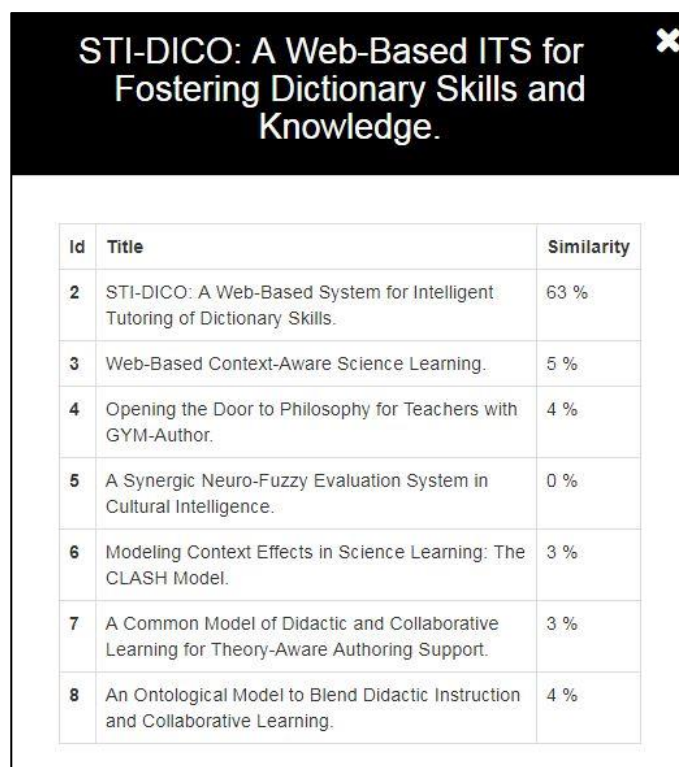 STI-DICO: A Web-Based ITS for
Fostering Dictionary Skills and
Knowledge.
Id Title Similarity
2 STI-DICO: A Web-Based System for Intelligent 63 %
Tutoring of Dictionary Skills.
3 Web-Based Context-Aware Science Learning. 5 %
4 Opening the Door to Philosophy for Teachers with 4 %
GYM-Author.
5 A Synergic Neuro-Fuzzy Evaluation System in 0 %
Cultural Intelligence.
6 Modeling Context Effects in Science Learning: The 3 %
CLASH Model.
7 A Common Model of Didactic and Collaborative 3 %
Learning for Theory-Aware Authoring Support.
8 An Ontological Model to Blend Didactic Instruction 4 %
and Collaborative Learning.